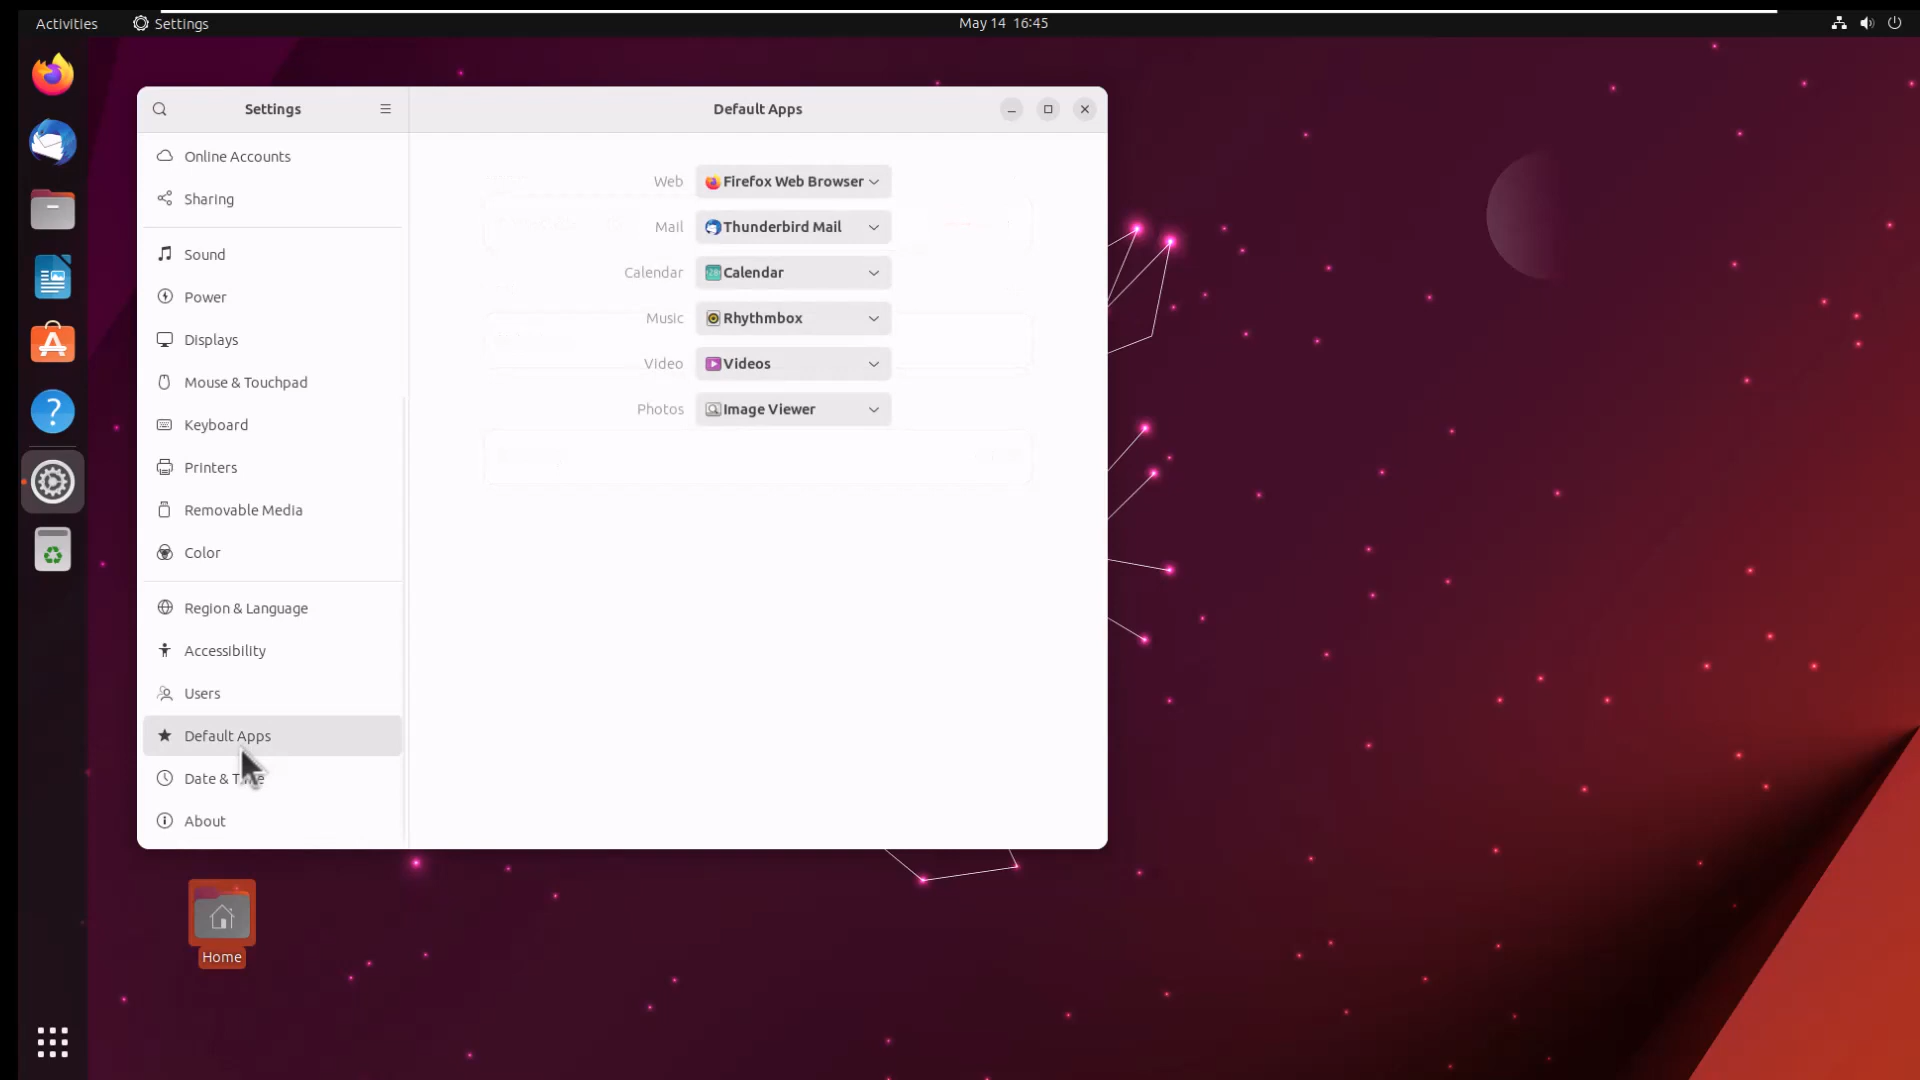 Activities
Settings
May 14 16:45
Settings
Default Apps
Online Accounts
Sharing
Sound
Power
Displays
Mouse & Touchpad
Keyboard
Printers
Removable Media
Color
Region & Language
Accessibility
Users
Default Apps
Date & Time
About
Web
Firefox Web Browser
Mail
Thunderbird Mail
Calendar
Calendar
Music
Rhythmbox
Video
Videos
Photos
Image Viewer
Home